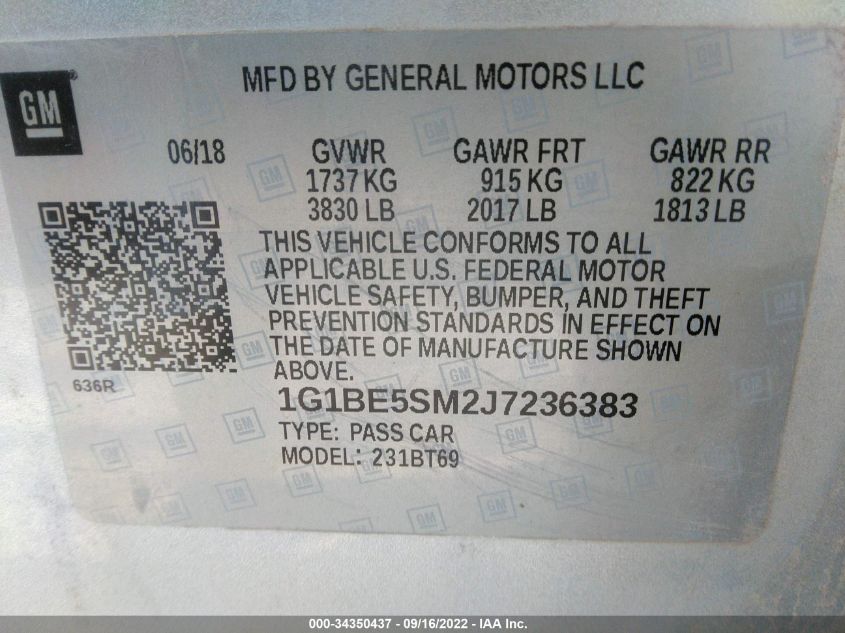 MFD BY GENERAL MOTORS LLC
GM
06/18 GVWR GAWR FRT GAWR RR
1737 KG 915 KG 822 KG
3830 LB 2017 LB 1813 LB
THIS VEHICLE CONFORMS TO ALL
APPLICABLE U.S. FEDERAL MOTOR
VEHICLE SAFETY, BUMPER, AND THEFT
PREVENTION STANDARDS IN EFFECT ON
THE DATE OF MANUFACTURE SHOWN
ABOVE.
636R
1G1BE5SM2J7236383
TYPE: PASS CAR
MODEL: 231BT69
000-34350437 - 09/16/2022 - IAA Inc.